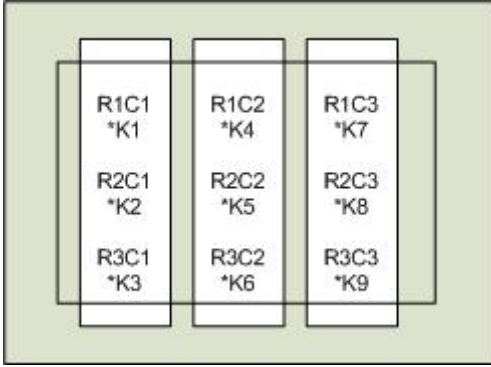 R1C1
*K1
R2C1
*K2
R3C1
*K3
R1C2
*K4
R2C2
*K5
R3C2
*K6
R1C3
*K7
R2C3
*K8
R3C3
*K9